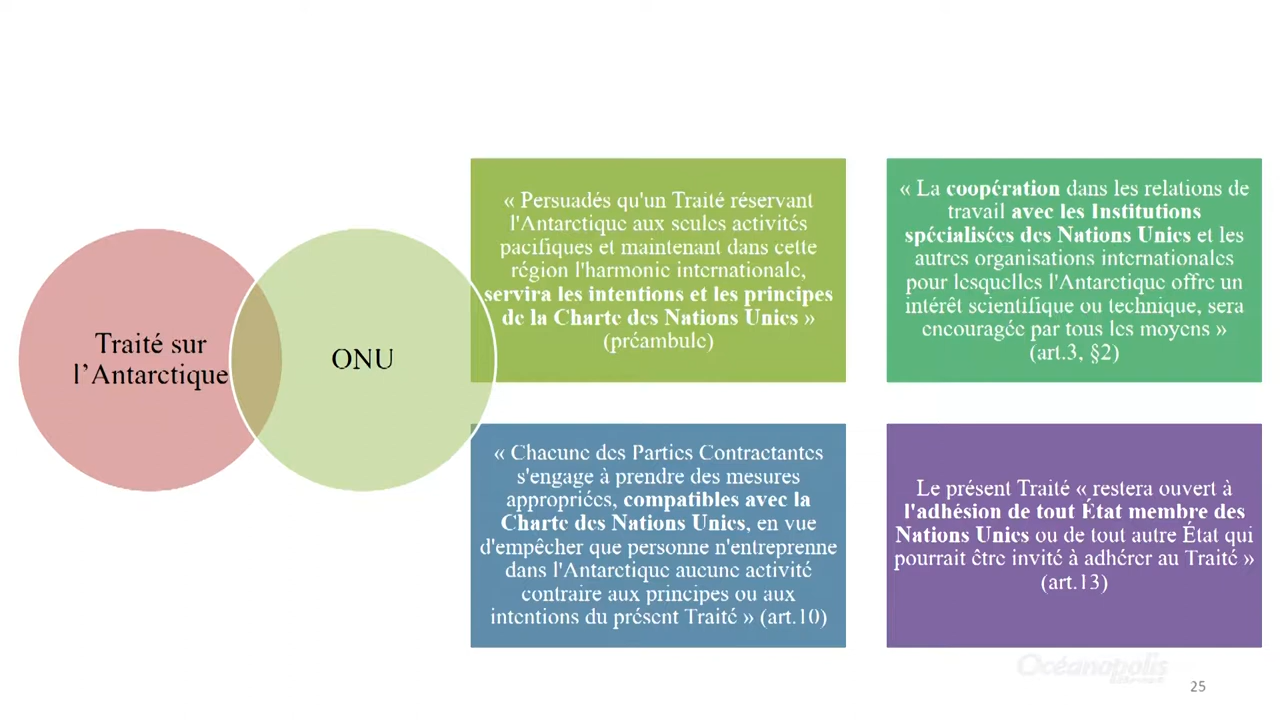 Traité sur
l'Antarctique
ONU
« Persuadés qu'un Traité réservant
l'Antarctique aux seules activités
pacifiques et maintenant dans cette
région l'harmonie internationale,
servira les intentions et les principes
de la Charte des Nations Unies »
(préambule)
« La coopération dans les relations de
travail avec les Institutions
spécialisées des Nations Unies et les
autres organisations internationales
pour lesquelles l'Antarctique offre un
intérêt scientifique ou technique, sera
encouragée par tous les moyens »
(art.3, §2)
« Chacune des Parties Contractantes
s'engage à prendre des mesures
appropriées, compatibles avec la
Charte des Nations Unies, en vue
d'empêcher que personne n'entreprenne
dans l'Antarctique aucune activité
contraire aux principes ou aux
intentions du présent Traité » (art.10)
Le présent Traité « restera ouvert à
l'adhésion de tout État membre des
Nations Unies ou de tout autre État qui
pourrait être invité à adhérer au Traité »
(art.13)
Océanopolis
25